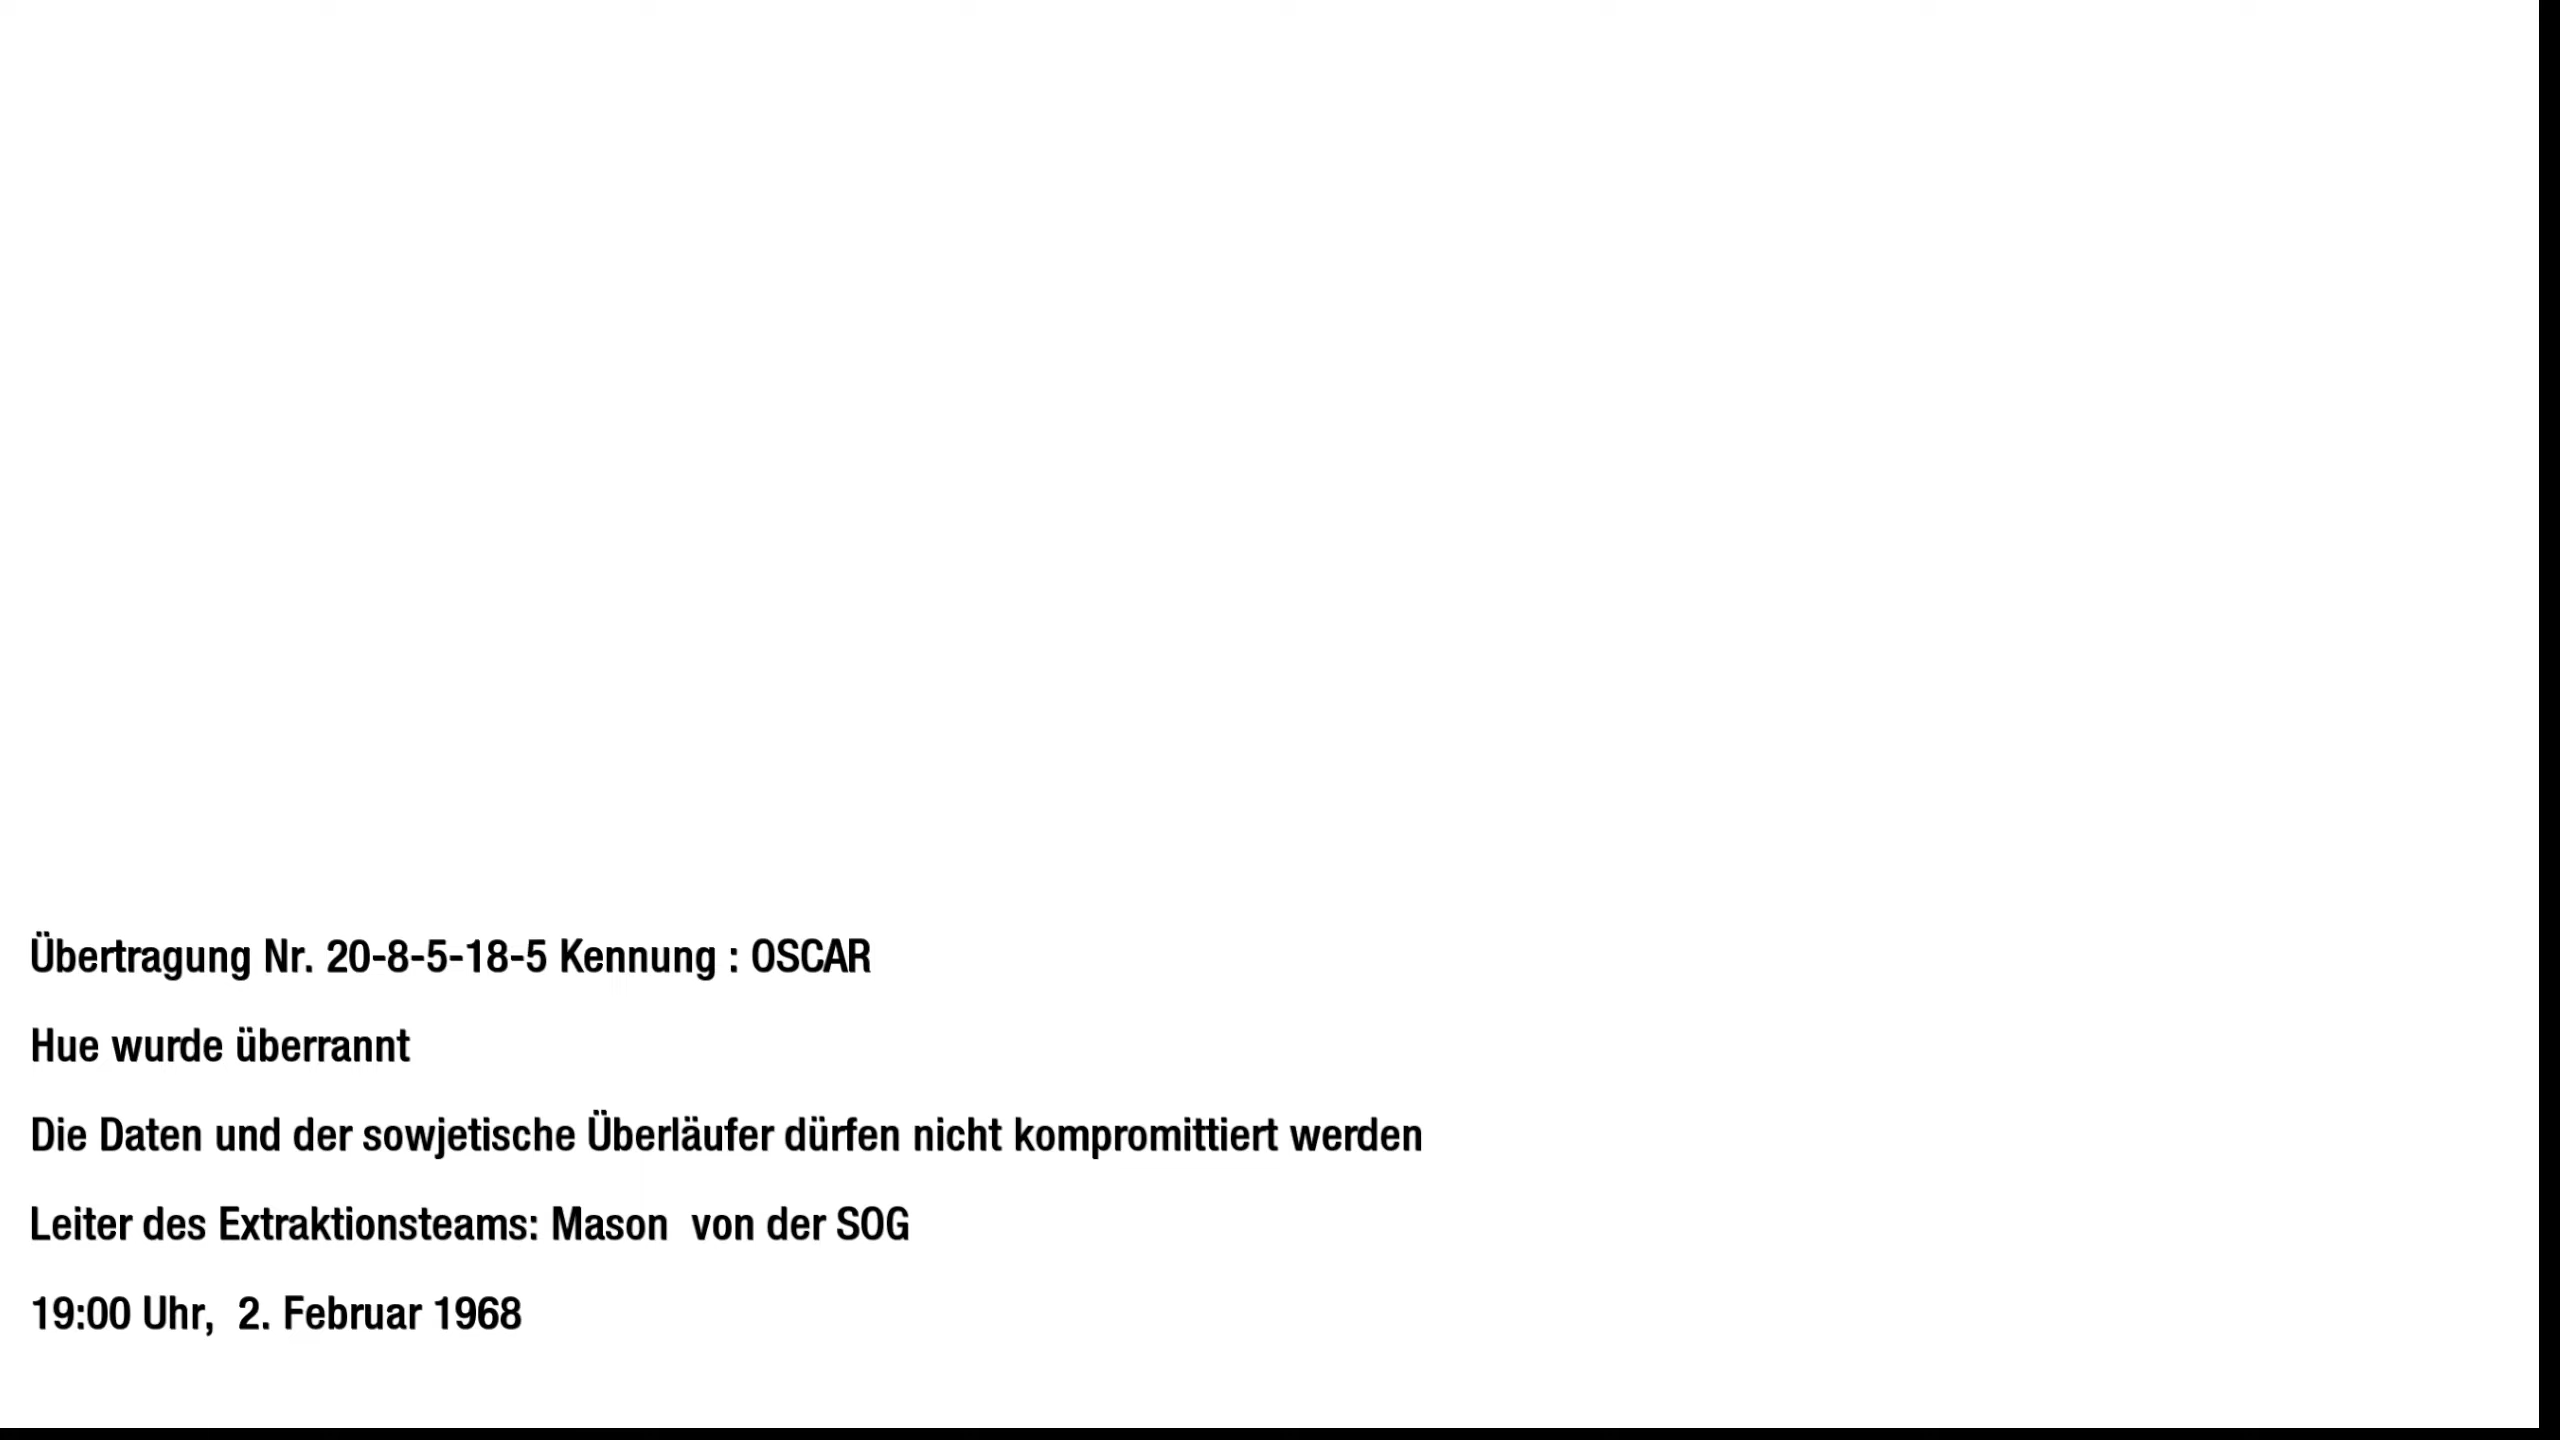 Übertragung Nr. 20-8-5-18-5 Kennung : OSCAR
Hue wurde überrannt
Die Daten und der sowjetische Überläufer dürfen nicht kompromittiert werden
Leiter des Extraktionsteams: Mason  von der SOG
19:00 Uhr,  2. Februar 1968